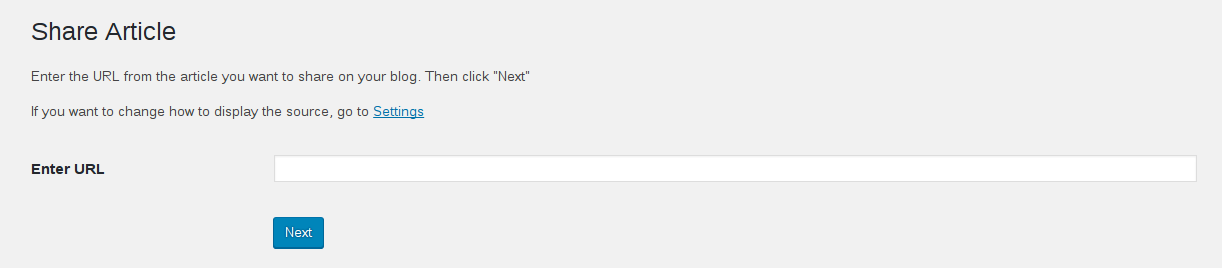 Share Article
Enter the URL from the article you want to share on your blog. Then click "Next"
If you want to change how to display the source, go to Settings
Enter URL
Next